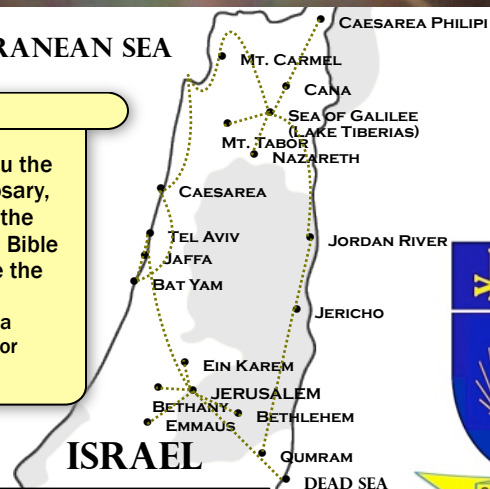 RANEAN SEA
CAESAREA PHILIPI
MT. CARMEL
CANA
SEA OF GALILEE
(LAKE TIBERIAS)
MT. TABOR
NAZARETH
u the
sary,
the
Bible
e the
a
or
CAESAREA
TEL AVIV
JAFFA
BAT YAM
JORDAN RIVER
JERICHO
EIN KAREM
JERUSALEM
BETHANY
BETHLEHEM
EMMAUS
ISRAEL
QUMRAM
DEAD SEA